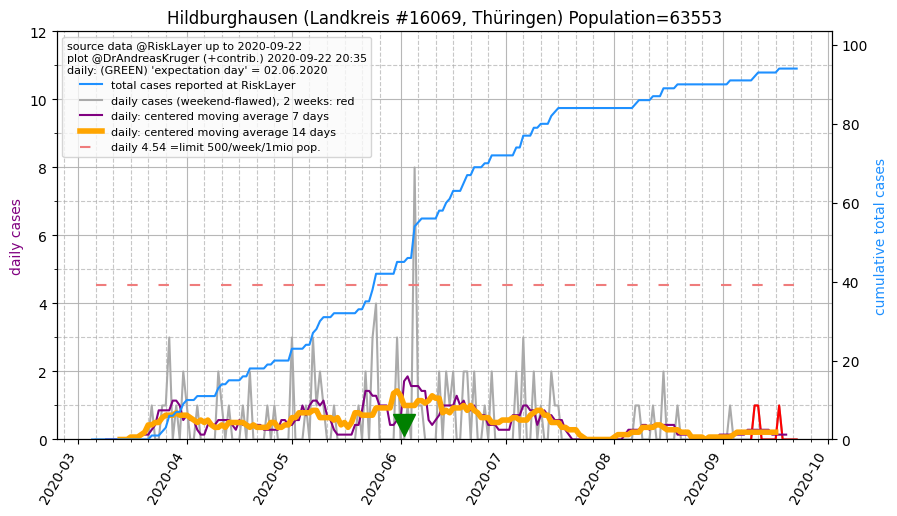 Hildburghausen (Landkreis #16069, Thüringen) Population=63553
source data @RiskLayer up to 2020-09-22
plot @DrAndreasKruger (+contrib.) 2020-09-22 20:35
daily: (GREEN) 'expectation day' = 02.06.2020
total cases reported at RiskLayer
daily cases (weekend-flawed), 2 weeks: red
daily: centered moving average 7 days
daily: centered moving average 14 days
daily 4.54 =limit 500/week/1mio pop.
daily cases
12
10
8
6
4
2
0
100
80
60
40
20
0
cumulative total cases
2020-03
2020-04
2020-05
2020-06
2020-07
2020-08
2020-09
2020-10